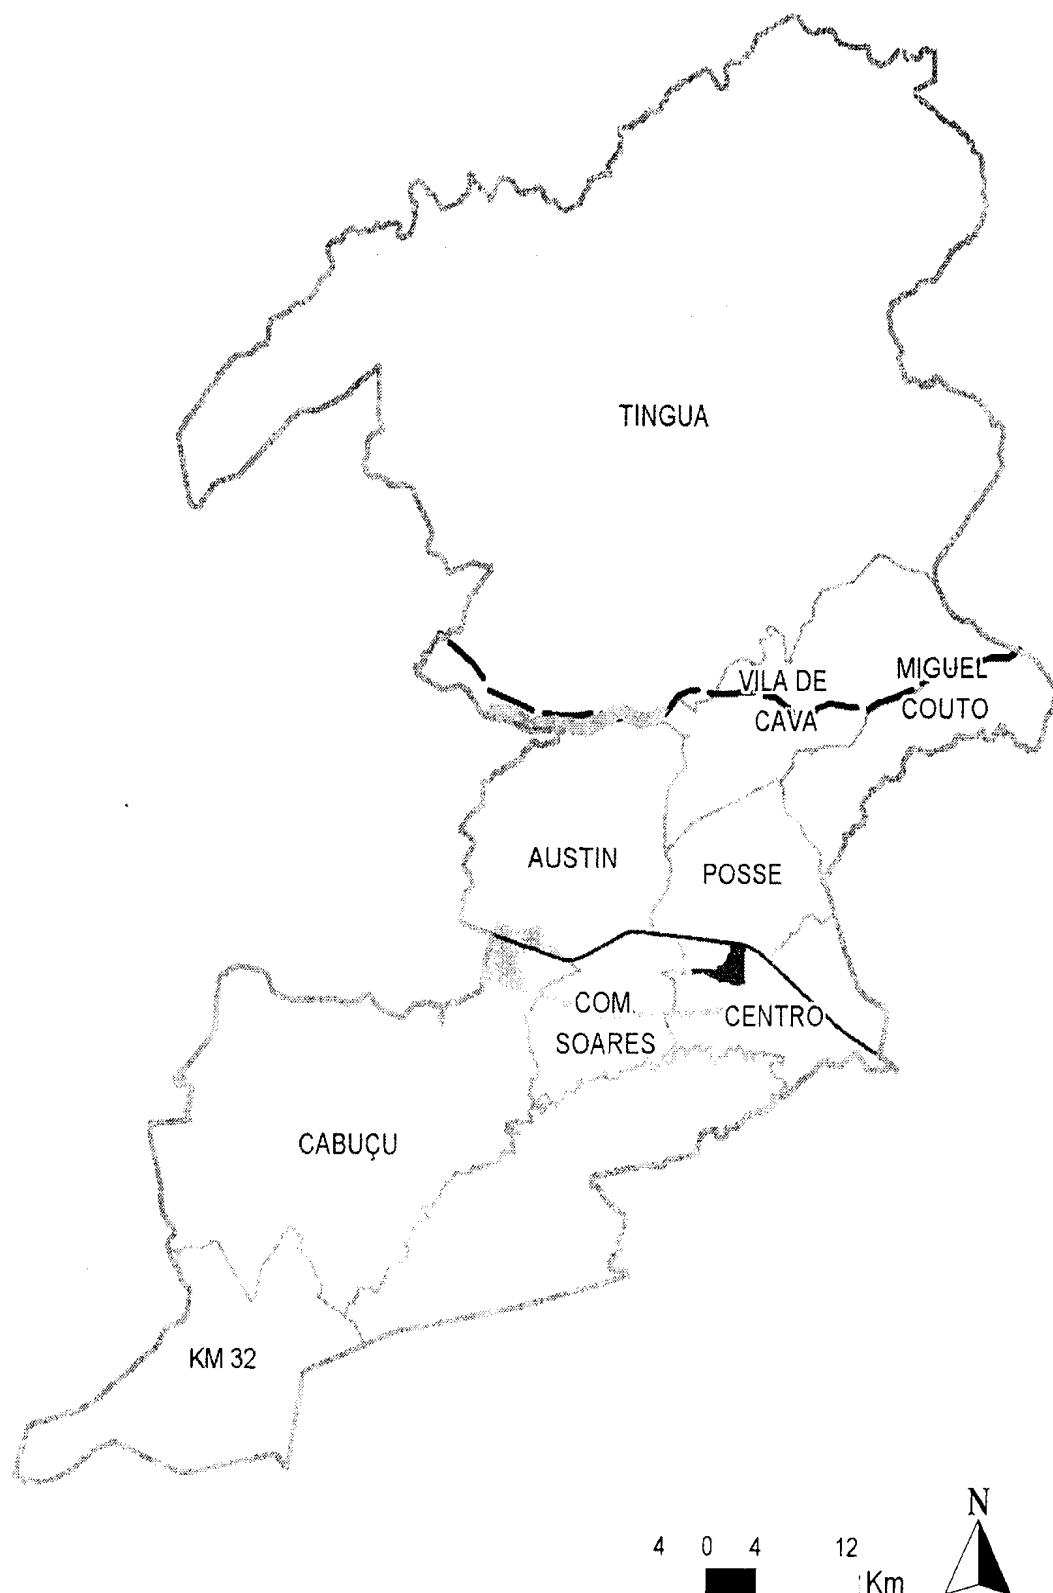 TINGUA
VILA DE
CAVA
MIGUEL
COUTO
AUSTIN
POSSE
COM.
SOARES
CENTRO
CABUÇU
KM 32
N
4 0 4 12
Km